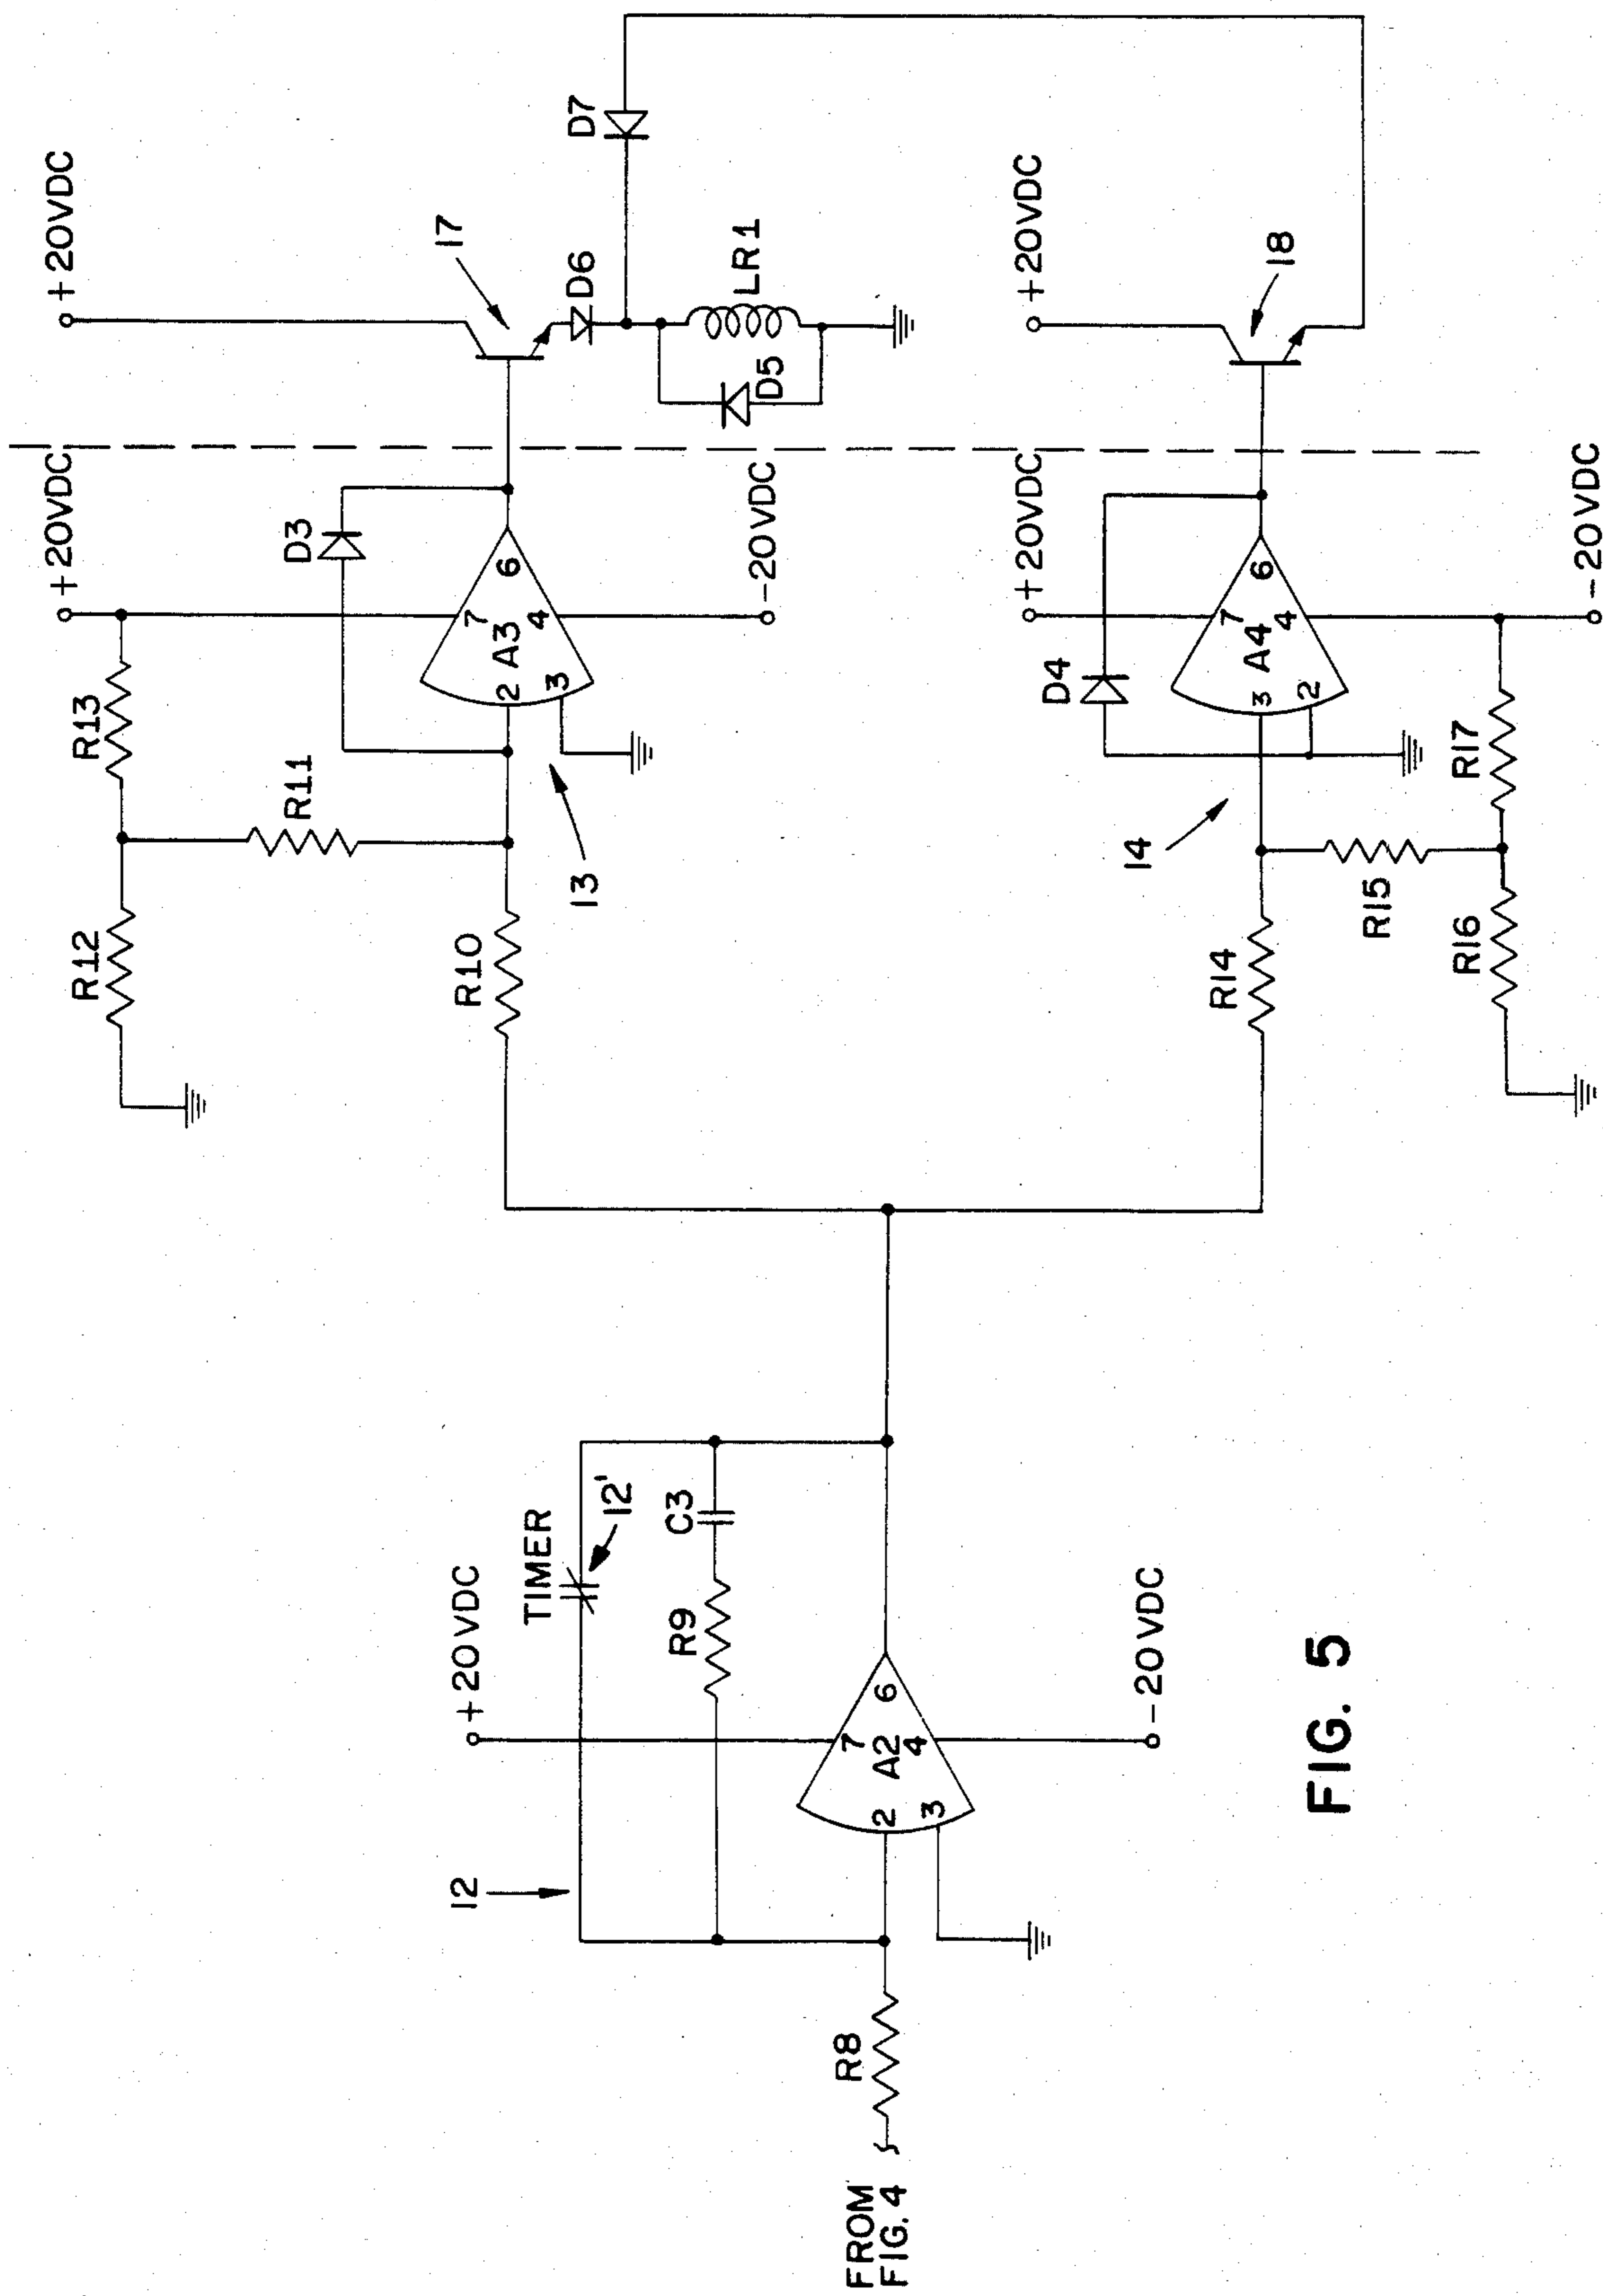 +20VDC
+20VDC
17
D7
D6
LR1
D5
R12
R13
R11
D3
R10
2
3
A3
7
4
6
13
-20VDC
+20VDC
18
+20VDC
D4
14
R14
3
2
A4
7
4
6
R15
R16
R17
-20VDC
TIMER
12'
12
+20VDC
R9
C3
FROM
FIG. 4
R8
2
3
A2
7
4
6
-20VDC
FIG. 5